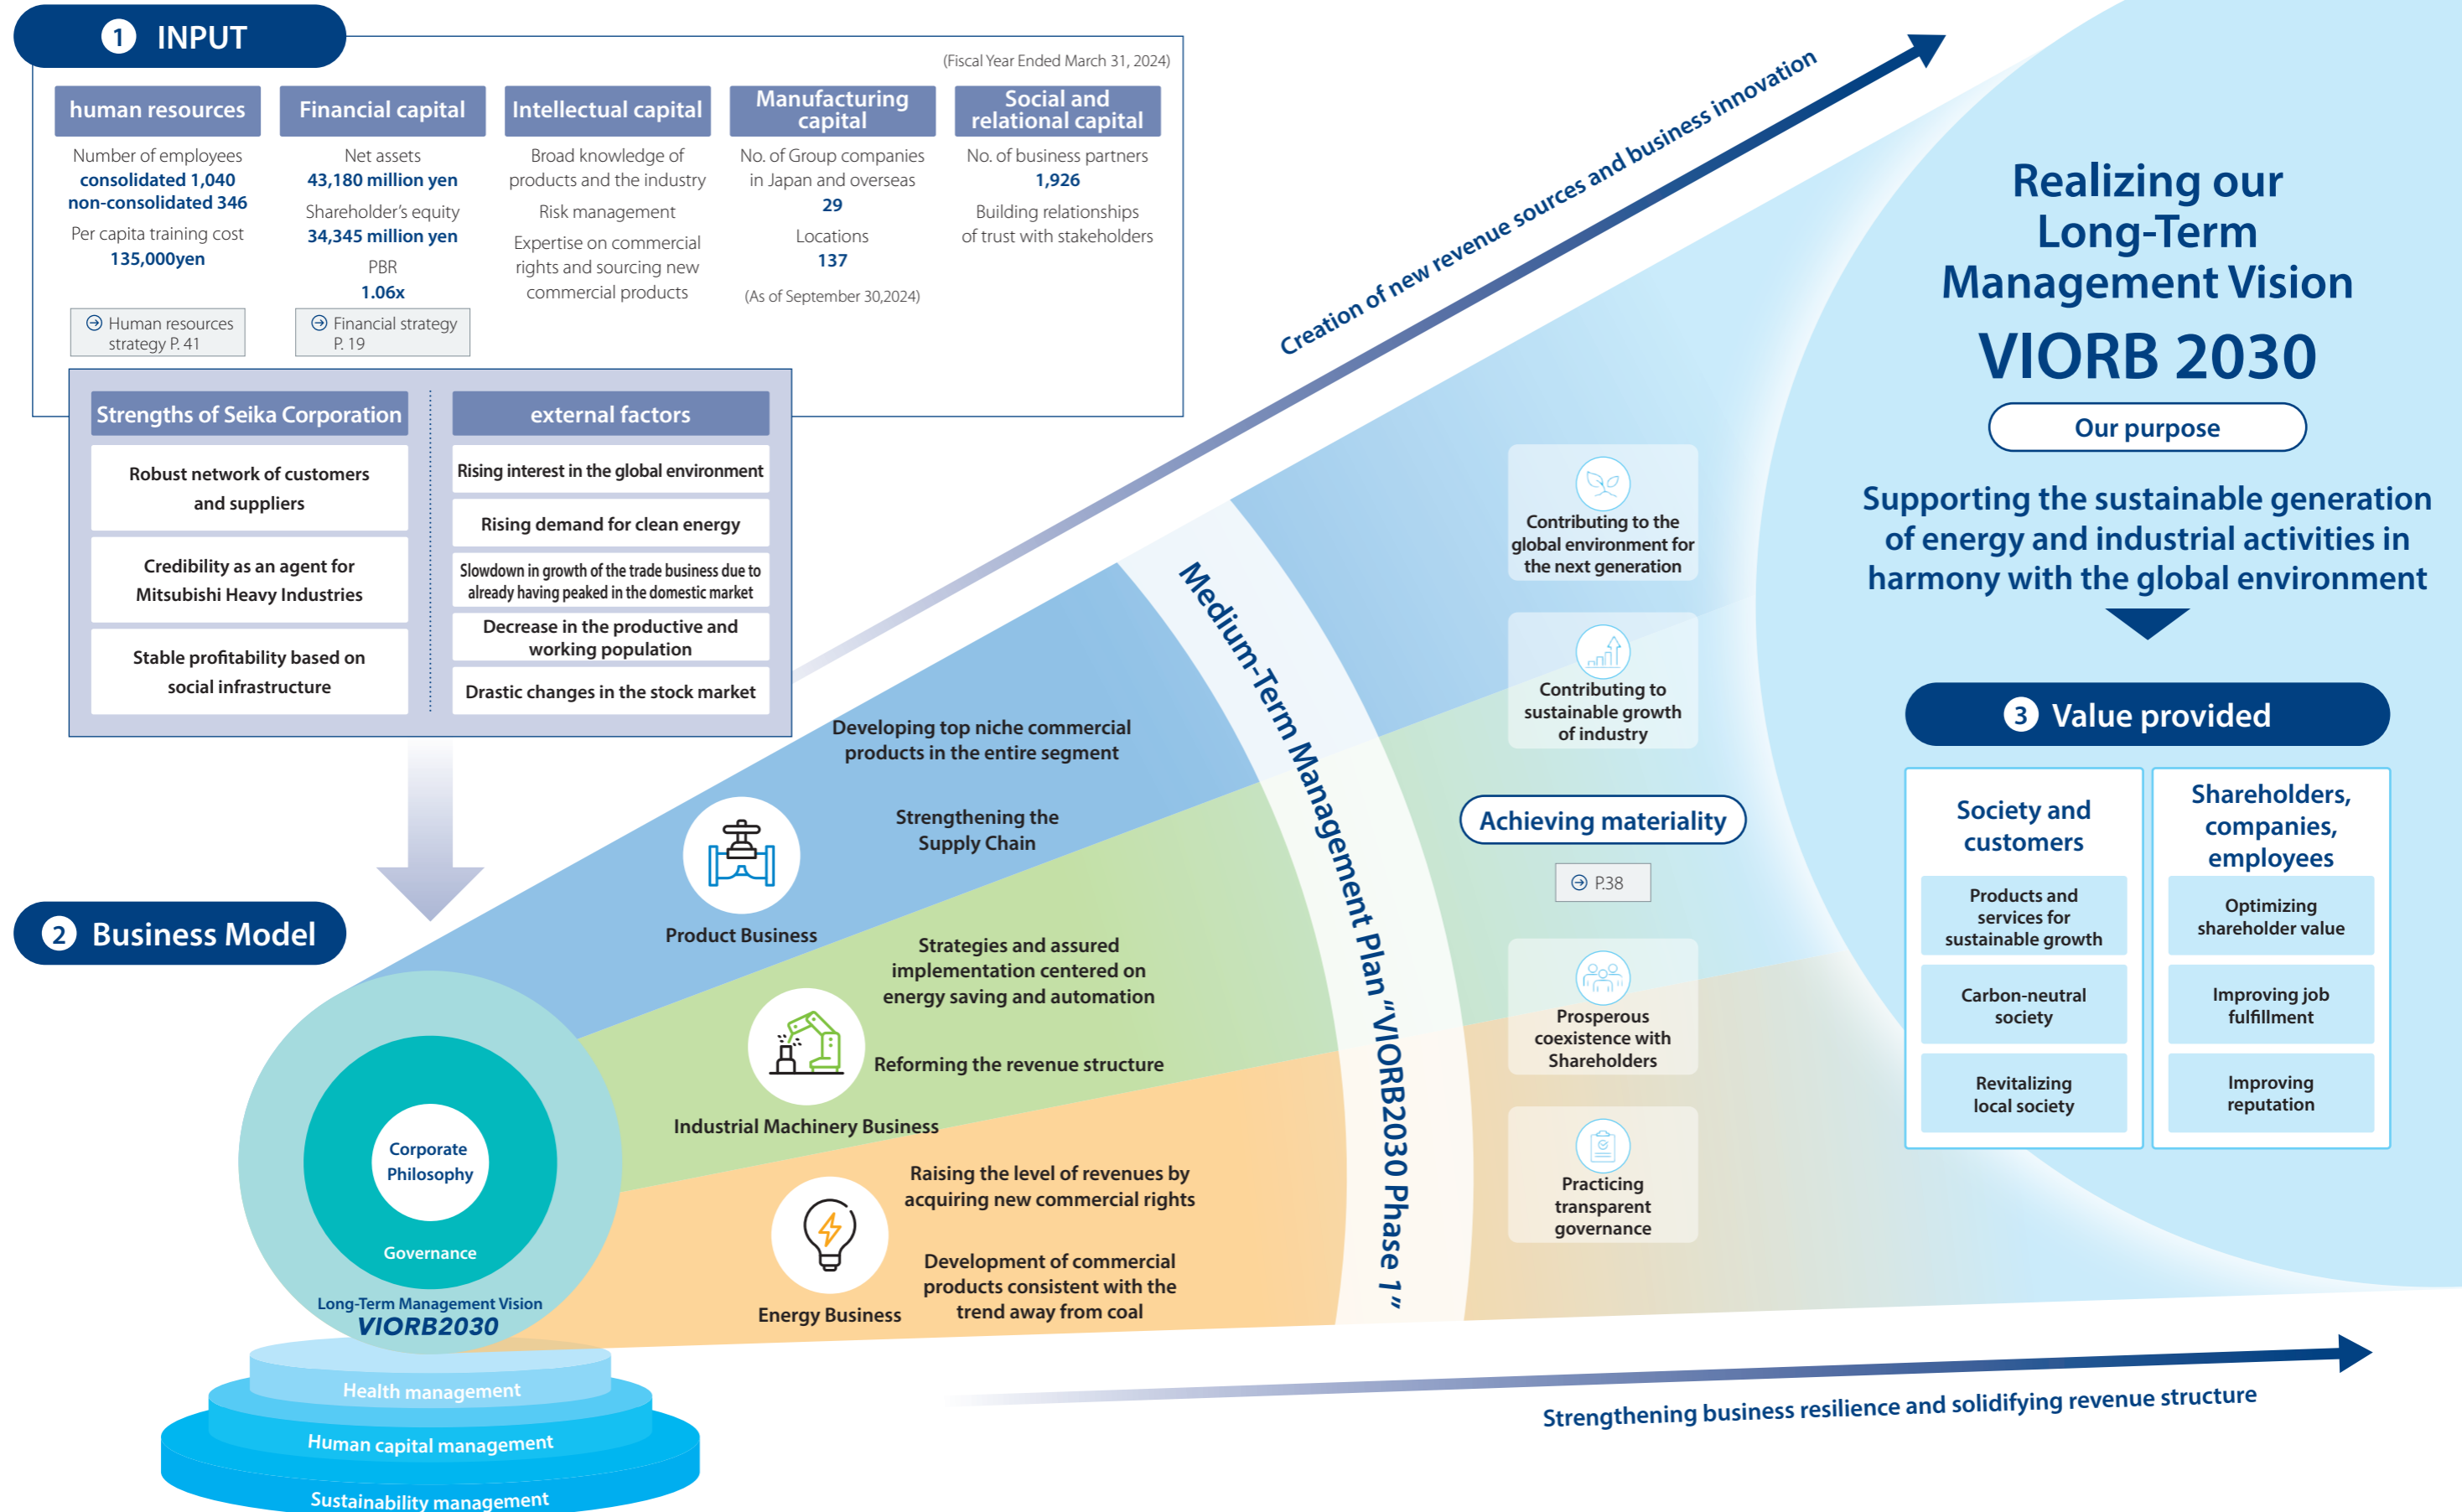 1 INPUT
(Fiscal Year Ended March 31, 2024)
human resources
Number of employees
consolidated 1,040
non-consolidated 346
Per capita training cost
135,000yen
Human resources
strategy P. 41
Financial capital
Net assets
43,180 million yen
Shareholder's equity
34,345 million yen
PBR
1.06x
Financial strategy
P. 19
Intellectual capital
Broad knowledge of
products and the industry
Risk management
Expertise on commercial
rights and sourcing new
commercial products
Manufacturing
capital
No. of Group companies
in Japan and overseas
29
Locations
137
(As of September 30,2024)
Social and
relational capital
No. of business partners
1,926
Building relationships
of trust with stakeholders
Strengths of Seika Corporation
Robust network of customers
and suppliers
Credibility as an agent for
Mitsubishi Heavy Industries
Stable profitability based on
social infrastructure
external factors
Rising interest in the global environment
Rising demand for clean energy
Slowdown in growth of the trade business due to
already having peaked in the domestic market
Decrease in the productive and
working population
Drastic changes in the stock market
2 Business Model
Corporate
Philosophy
Governance
Long-Term Management Vision
VIORB2030
Health management
Human capital management
Sustainability management
Product Business
Developing top niche commercial
products in the entire segment
Strengthening the
Supply Chain
Industrial Machinery Business
Strategies and assured
implementation centered on
energy saving and automation
Reforming the revenue structure
Energy Business
Raising the level of revenues by
acquiring new commercial rights
Development of commercial
products consistent with the
trend away from coal
Medium-Term Management Plan “VIORB2030 Phase 1”
Creation of new revenue sources and business innovation
Strengthening business resilience and solidifying revenue structure
Contributing to the
global environment for
the next generation
Contributing to
sustainable growth
of industry
Achieving materiality
P.38
Prosperous
coexistence with
Shareholders
Practicing
transparent
governance
Realizing our
Long-Term
Management Vision
VIORB 2030
Our purpose
Supporting the sustainable generation
of energy and industrial activities in
harmony with the global environment
3 Value provided
Society and
customers
Products and
services for
sustainable growth
Carbon-neutral
society
Revitalizing
local society
Shareholders,
companies,
employees
Optimizing
shareholder value
Improving job
fulfillment
Improving
reputation